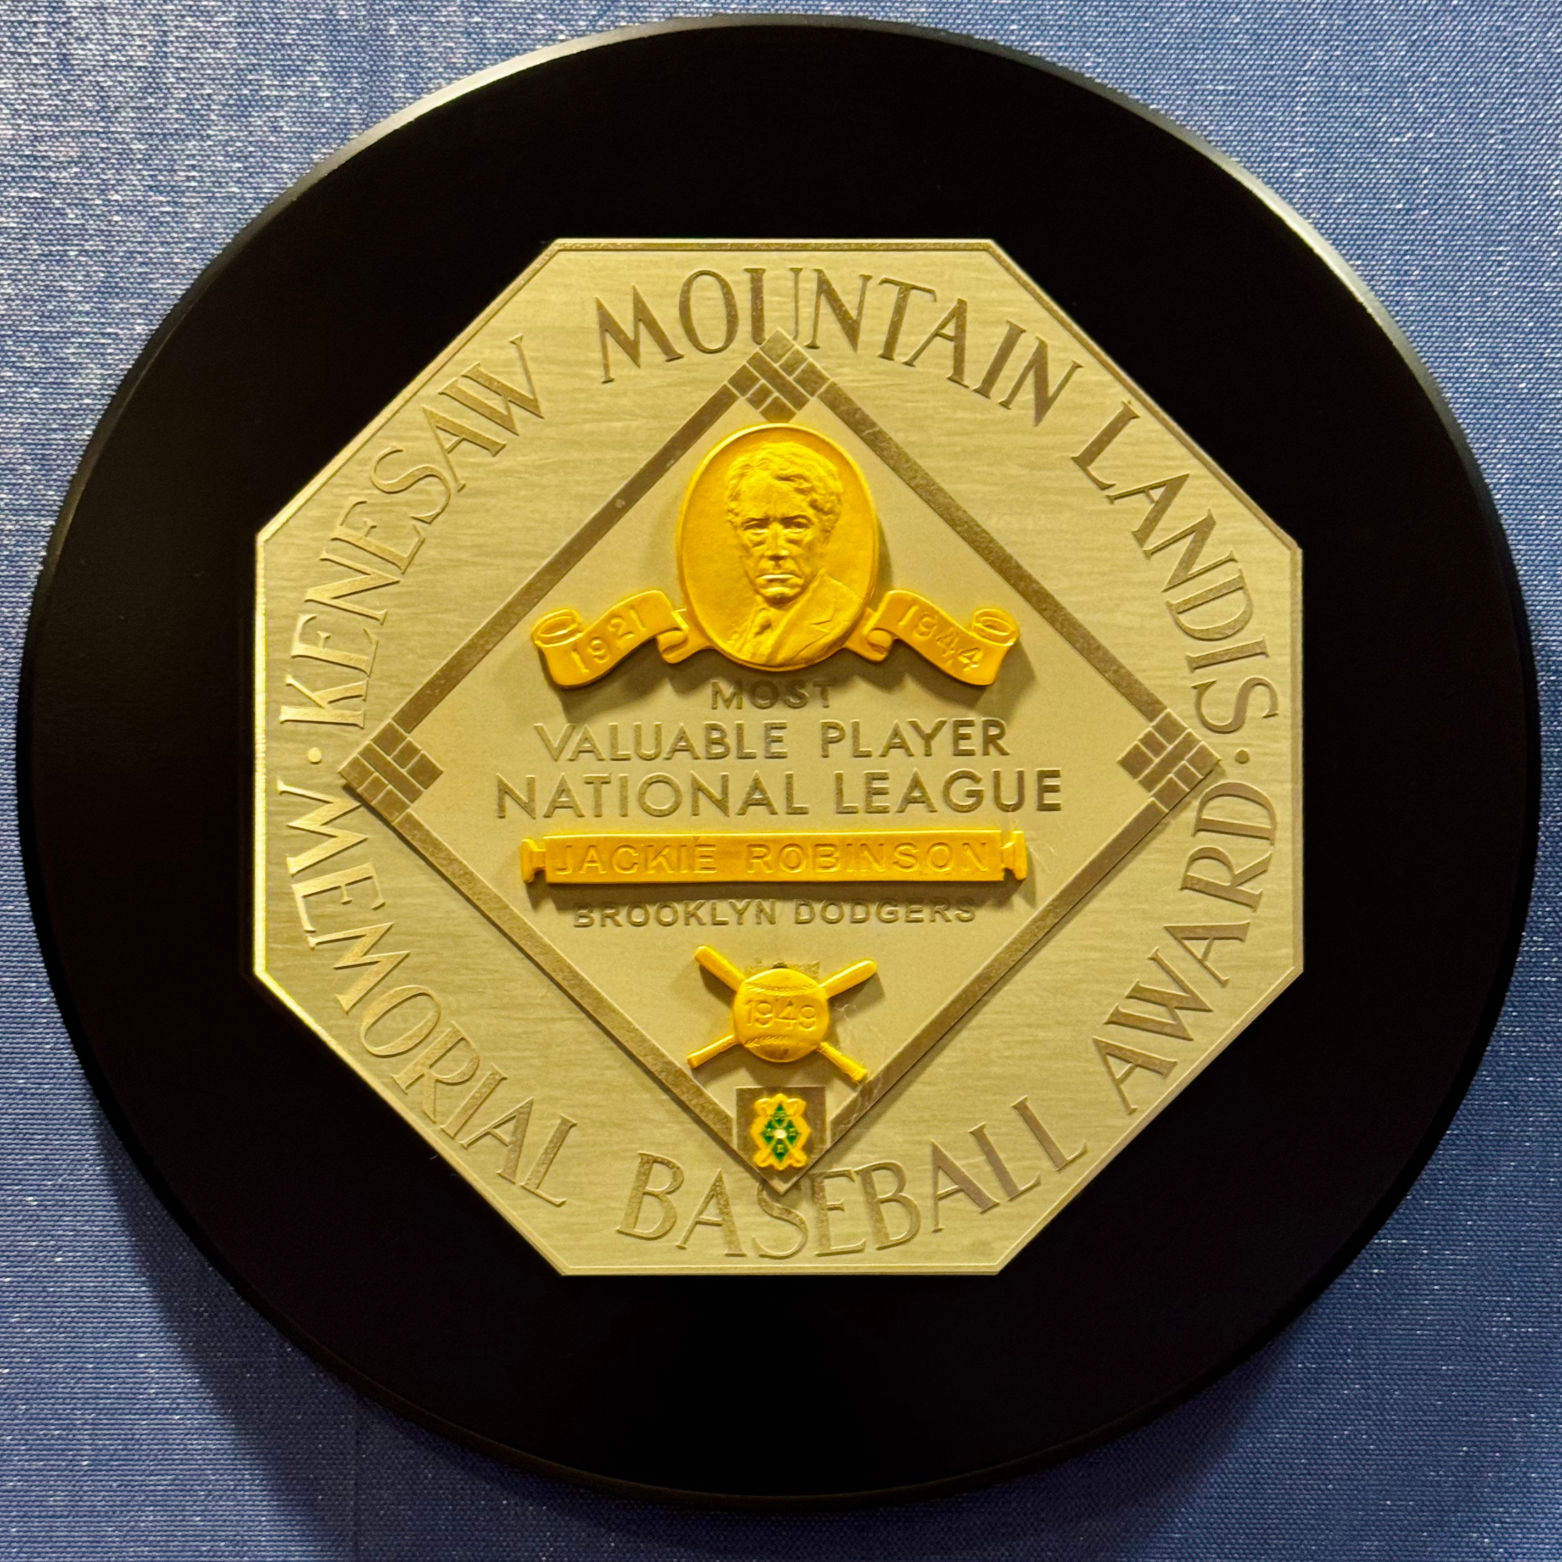 · KENESAW MOUNTAIN LANDIS ·
MEMORIAL BASEBALL AWARD
1921 1944
MOST
VALUABLE PLAYER
NATIONAL LEAGUE
JACKIE ROBINSON
BROOKLYN DODGERS
1949